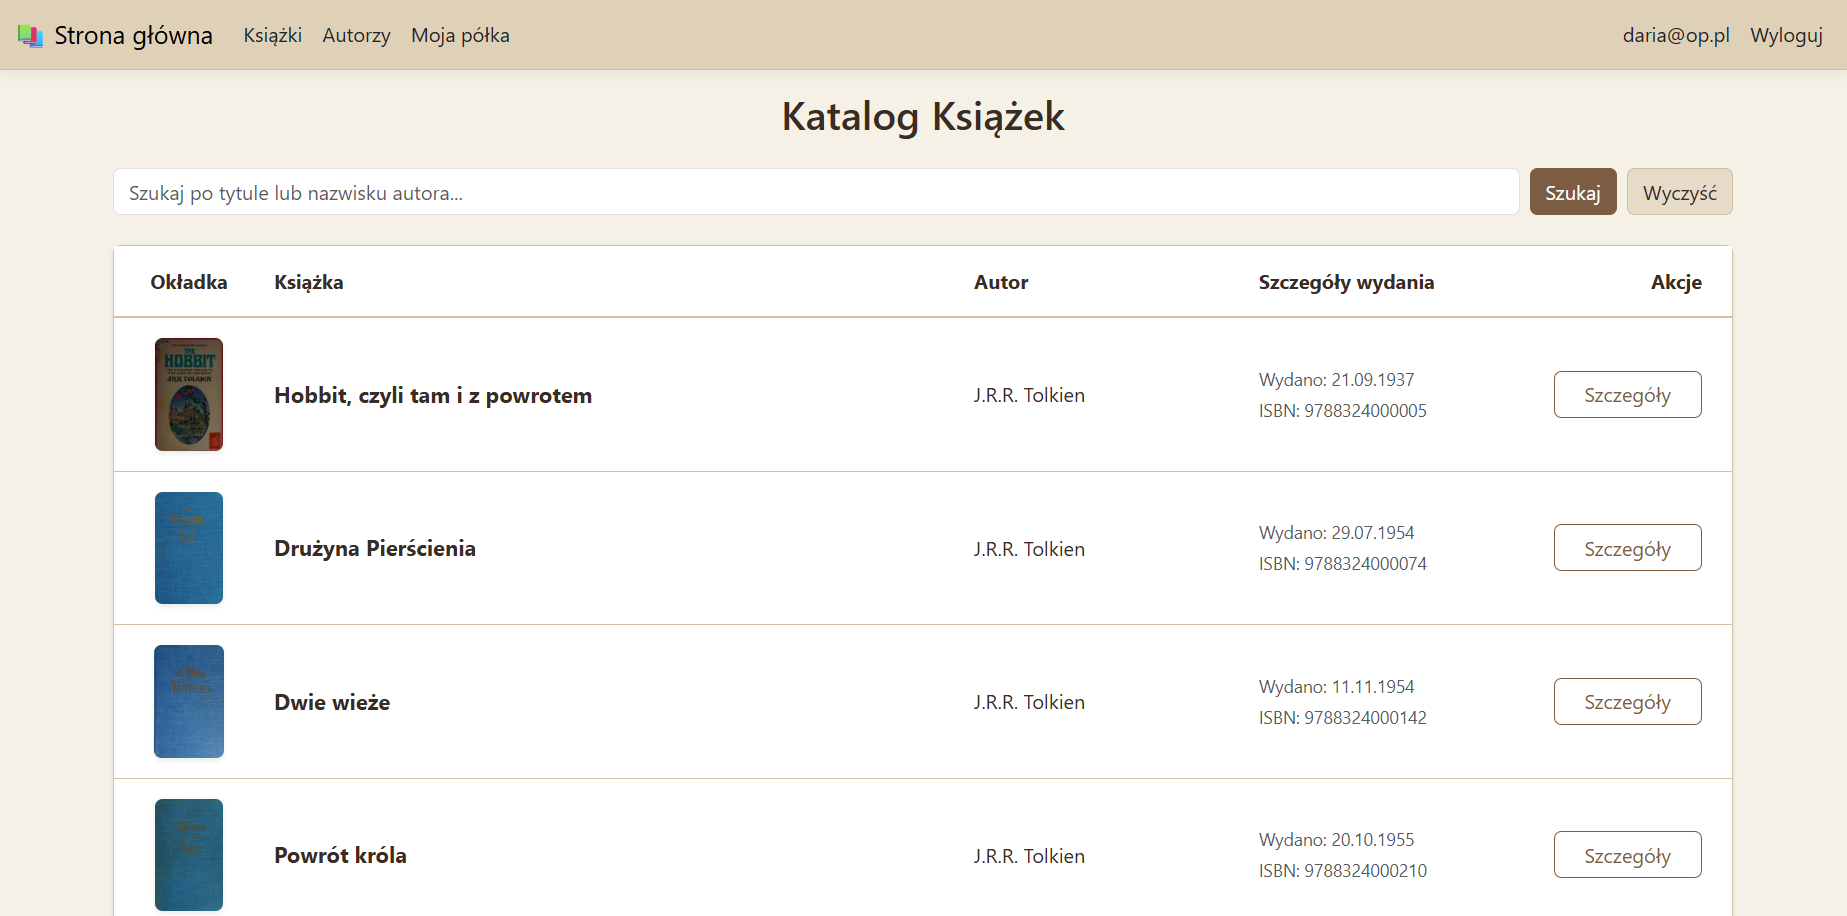 Strona główna Książki Autorzy Moja półka daria@op.pl Wyloguj
Katalog Książek
Szukaj po tytule lub nazwisku autora... Szukaj Wyczyść
Okładka Książka Autor Szczegóły wydania Akcje
THE
HOBBIT
J.R.R. TOLKIEN
Hobbit, czyli tam i z powrotem J.R.R. Tolkien
Wydano: 21.09.1937
ISBN: 9788324000005
Szczegóły
Drużyna Pierścienia J.R.R. Tolkien
Wydano: 29.07.1954
ISBN: 9788324000074
Szczegóły
Towers
Dwie wieże J.R.R. Tolkien
Wydano: 11.11.1954
ISBN: 9788324000142
Szczegóły
Powrót króla J.R.R. Tolkien
Wydano: 20.10.1955
ISBN: 9788324000210
Szczegóły